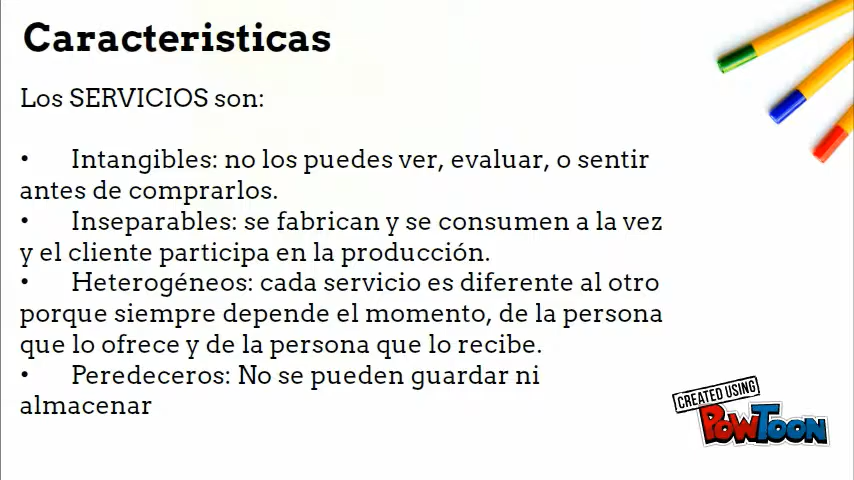 Caracteristicas
Los SERVICIOS son:
• Intangibles: no los puedes ver, evaluar, o sentir
antes de comprarlos.
• Inseparables: se fabrican y se consumen a la vez
y el cliente participa en la producción.
• Heterogéneos: cada servicio es diferente al otro
porque siempre depende el momento, de la persona
que lo ofrece y de la persona que lo recibe.
• Peredeceros: No se pueden guardar ni
almacenar
CREATED USING
POWTOON